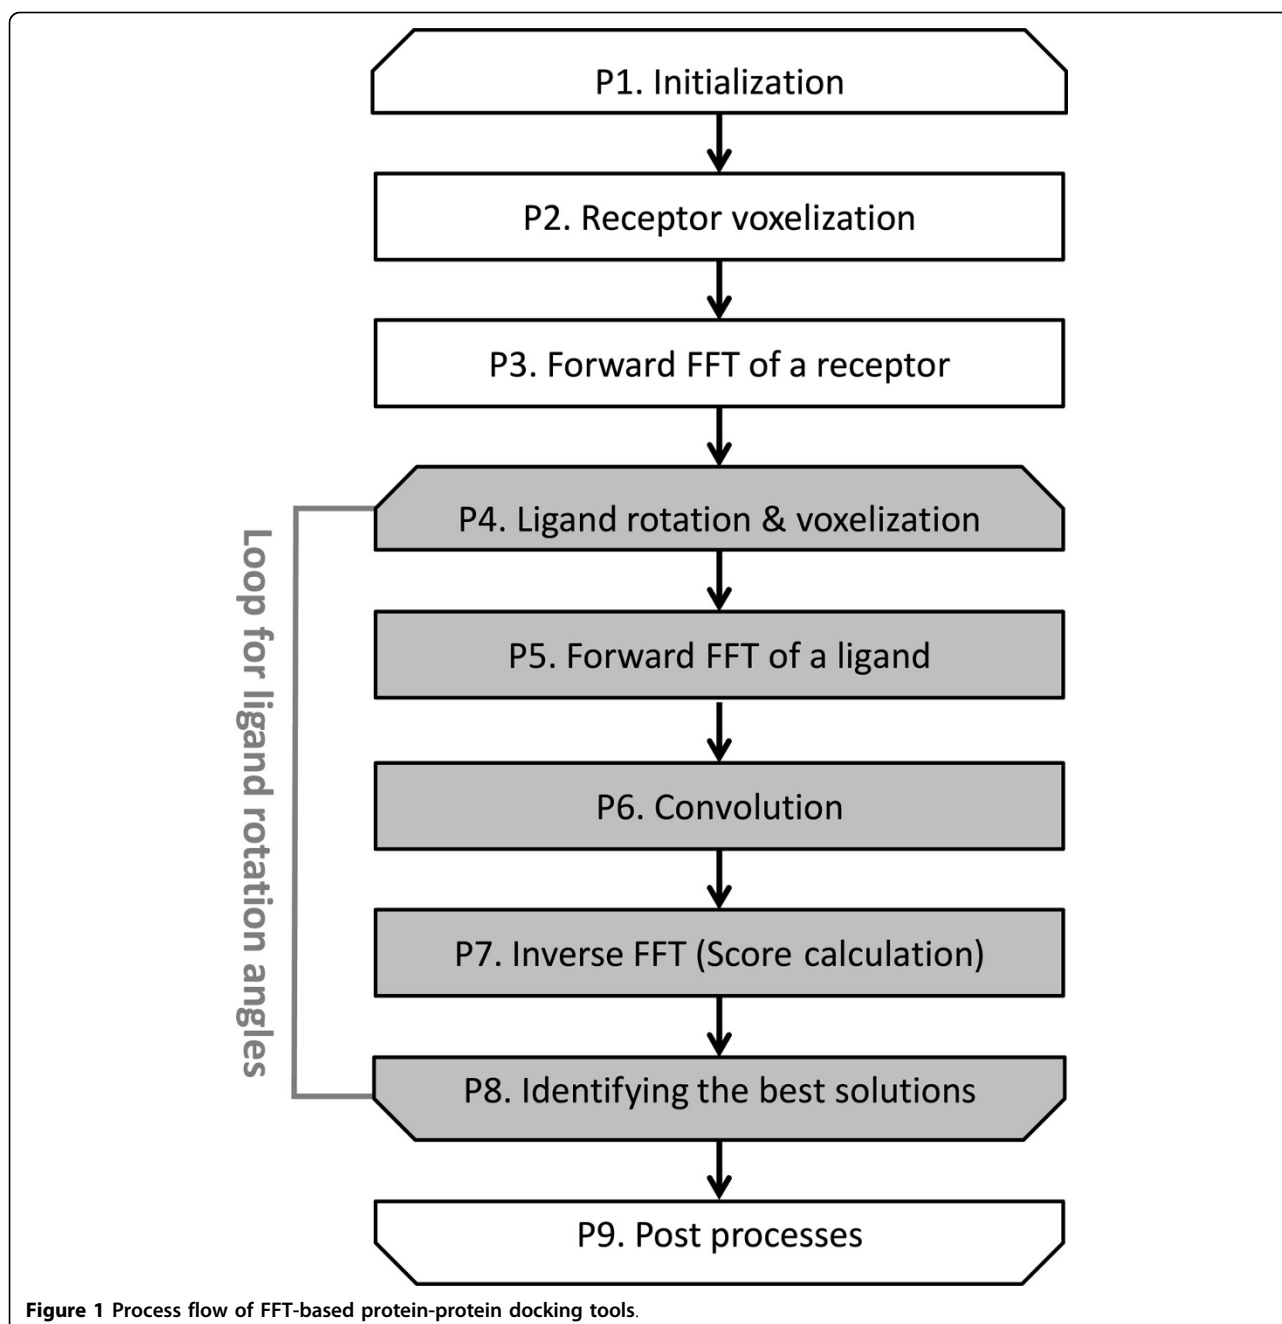 P1. Initialization
P2. Receptor voxelization
P3. Forward FFT of a receptor
P4. Ligand rotation & voxelization
P5. Forward FFT of a ligand
P6. Convolution
P7. Inverse FFT (Score calculation)
P8. Identifying the best solutions
Loop for ligand rotation angles
P9. Post processes
Figure 1 Process flow of FFT-based protein-protein docking tools.